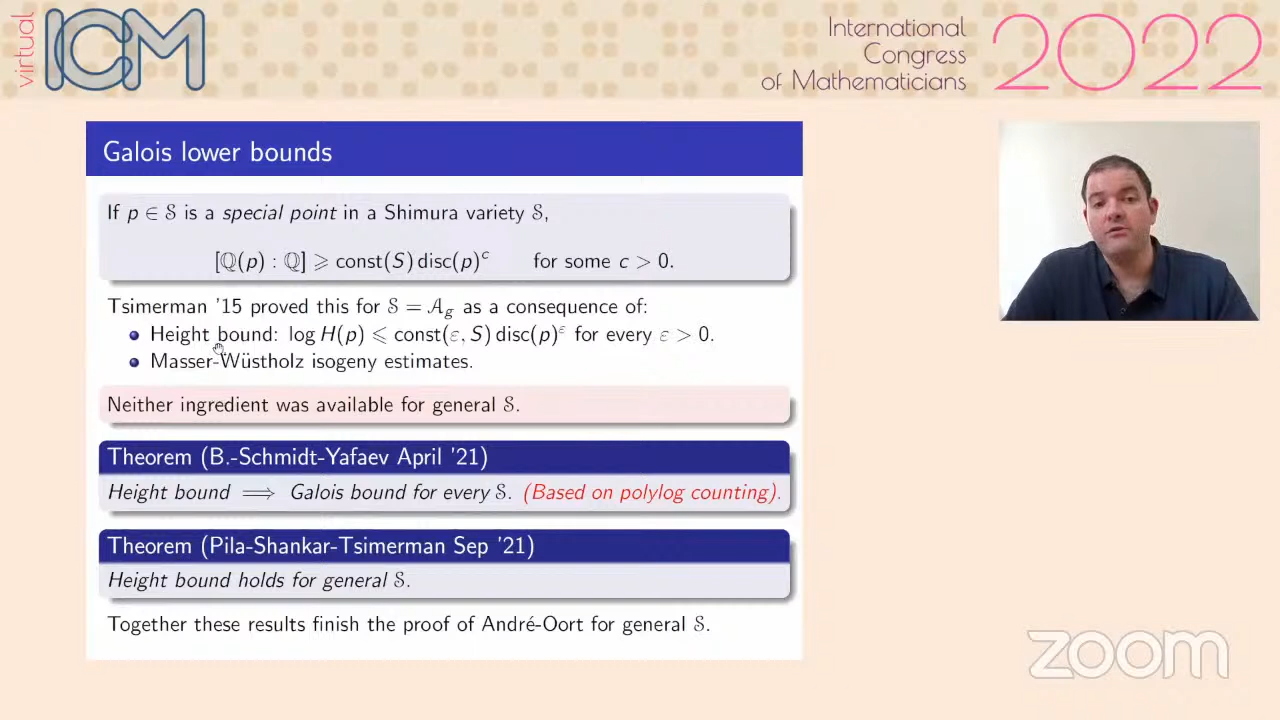 virtual ICM
International
Congress
of Mathematicians
2022
Galois lower bounds
If p ∈ 𝒮 is a special point in a Shimura variety 𝒮,
[ℚ(p) : ℚ] ⩾ const(S) disc(p)^c for some c > 0.
Tsimerman '15 proved this for 𝒮 = 𝒜_g as a consequence of:
Height bound: log H(p) ⩽ const(ε, S) disc(p)^ε for every ε > 0.
Masser-Wüstholz isogeny estimates.
Neither ingredient was available for general 𝒮.
Theorem (B.-Schmidt-Yafaev April '21)
Height bound ⟹ Galois bound for every 𝒮. (Based on polylog counting).
Theorem (Pila-Shankar-Tsimerman Sep '21)
Height bound holds for general 𝒮.
Together these results finish the proof of André-Oort for general 𝒮.
zoom